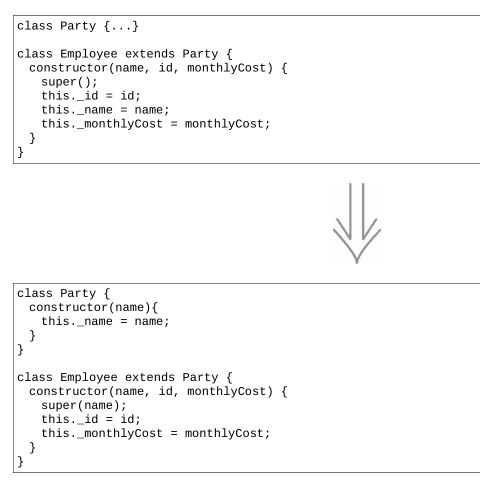 class Party {...}

class Employee extends Party {
  constructor(name, id, monthlyCost) {
    super();
    this._id = id;
    this._name = name;
    this._monthlyCost = monthlyCost;
  }
}

class Party {
  constructor(name){
    this._name = name;
  }
}

class Employee extends Party {
  constructor(name, id, monthlyCost) {
    super(name);
    this._id = id;
    this._monthlyCost = monthlyCost;
  }
}